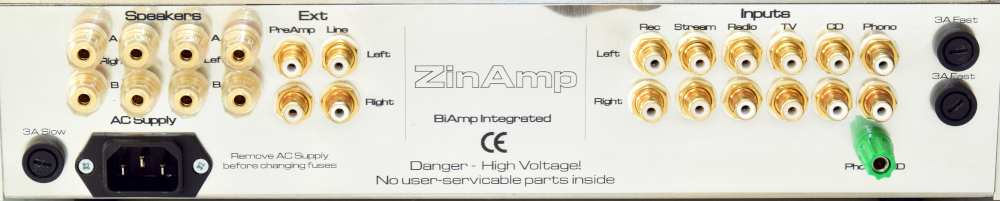 Speakers
Ext
Inputs
PreAmp Line
Rec Stream Radio TV CD Phono
3A Fast
A
A
Left
Left
Right
Left
B
B
Right
Right
3A Fast
ZinAmp
BiAmp Integrated
CE
AC Supply
3A Slow
Remove AC Supply
before changing fuses
Danger - High Voltage!
No user-servicable parts inside